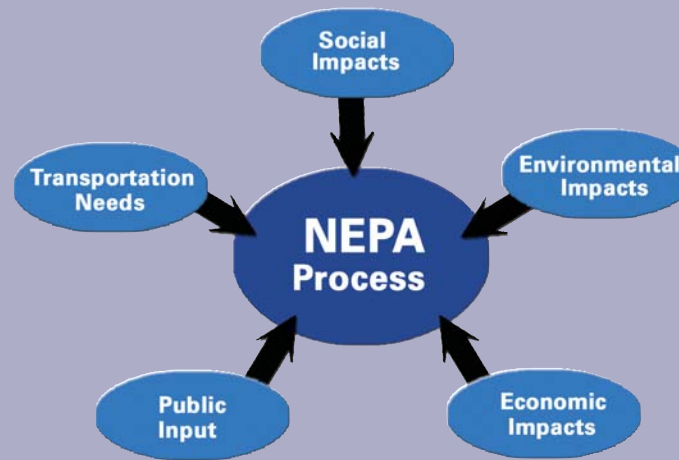 Social
Impacts
Transportation
Needs
Environmental
Impacts
NEPA
Process
Public
Input
Economic
Impacts